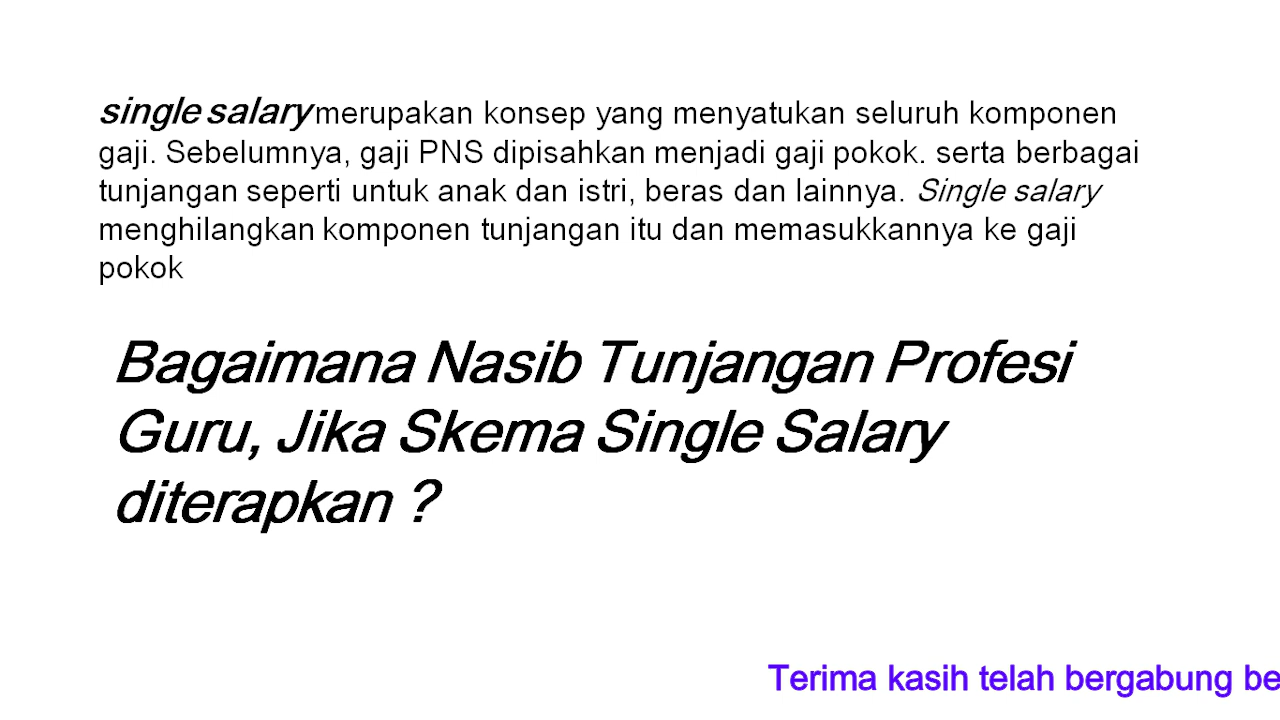 single salary merupakan konsep yang menyatukan seluruh komponen
gaji. Sebelumnya, gaji PNS dipisahkan menjadi gaji pokok. serta berbagai
tunjangan seperti untuk anak dan istri, beras dan lainnya. Single salary
menghilangkan komponen tunjangan itu dan memasukkannya ke gaji
pokok
Bagaimana Nasib Tunjangan Profesi
Guru, Jika Skema Single Salary
diterapkan ?
Terima kasih telah bergabung be